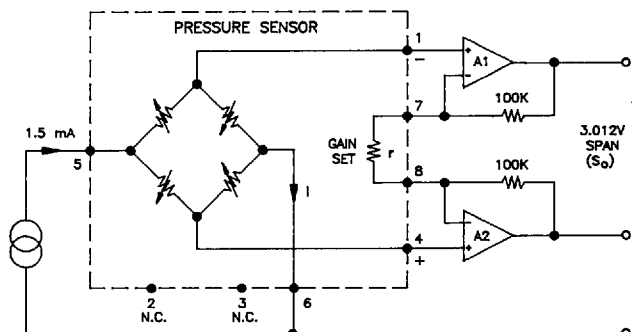 PRESSURE SENSOR
1
−
+
−
A1
7
100K
1.5 mA
5
GAIN
SET
r
3.012V
SPAN
(So)
I
8
100K
4
+
−
+
A2
2
N.C.
3
N.C.
6